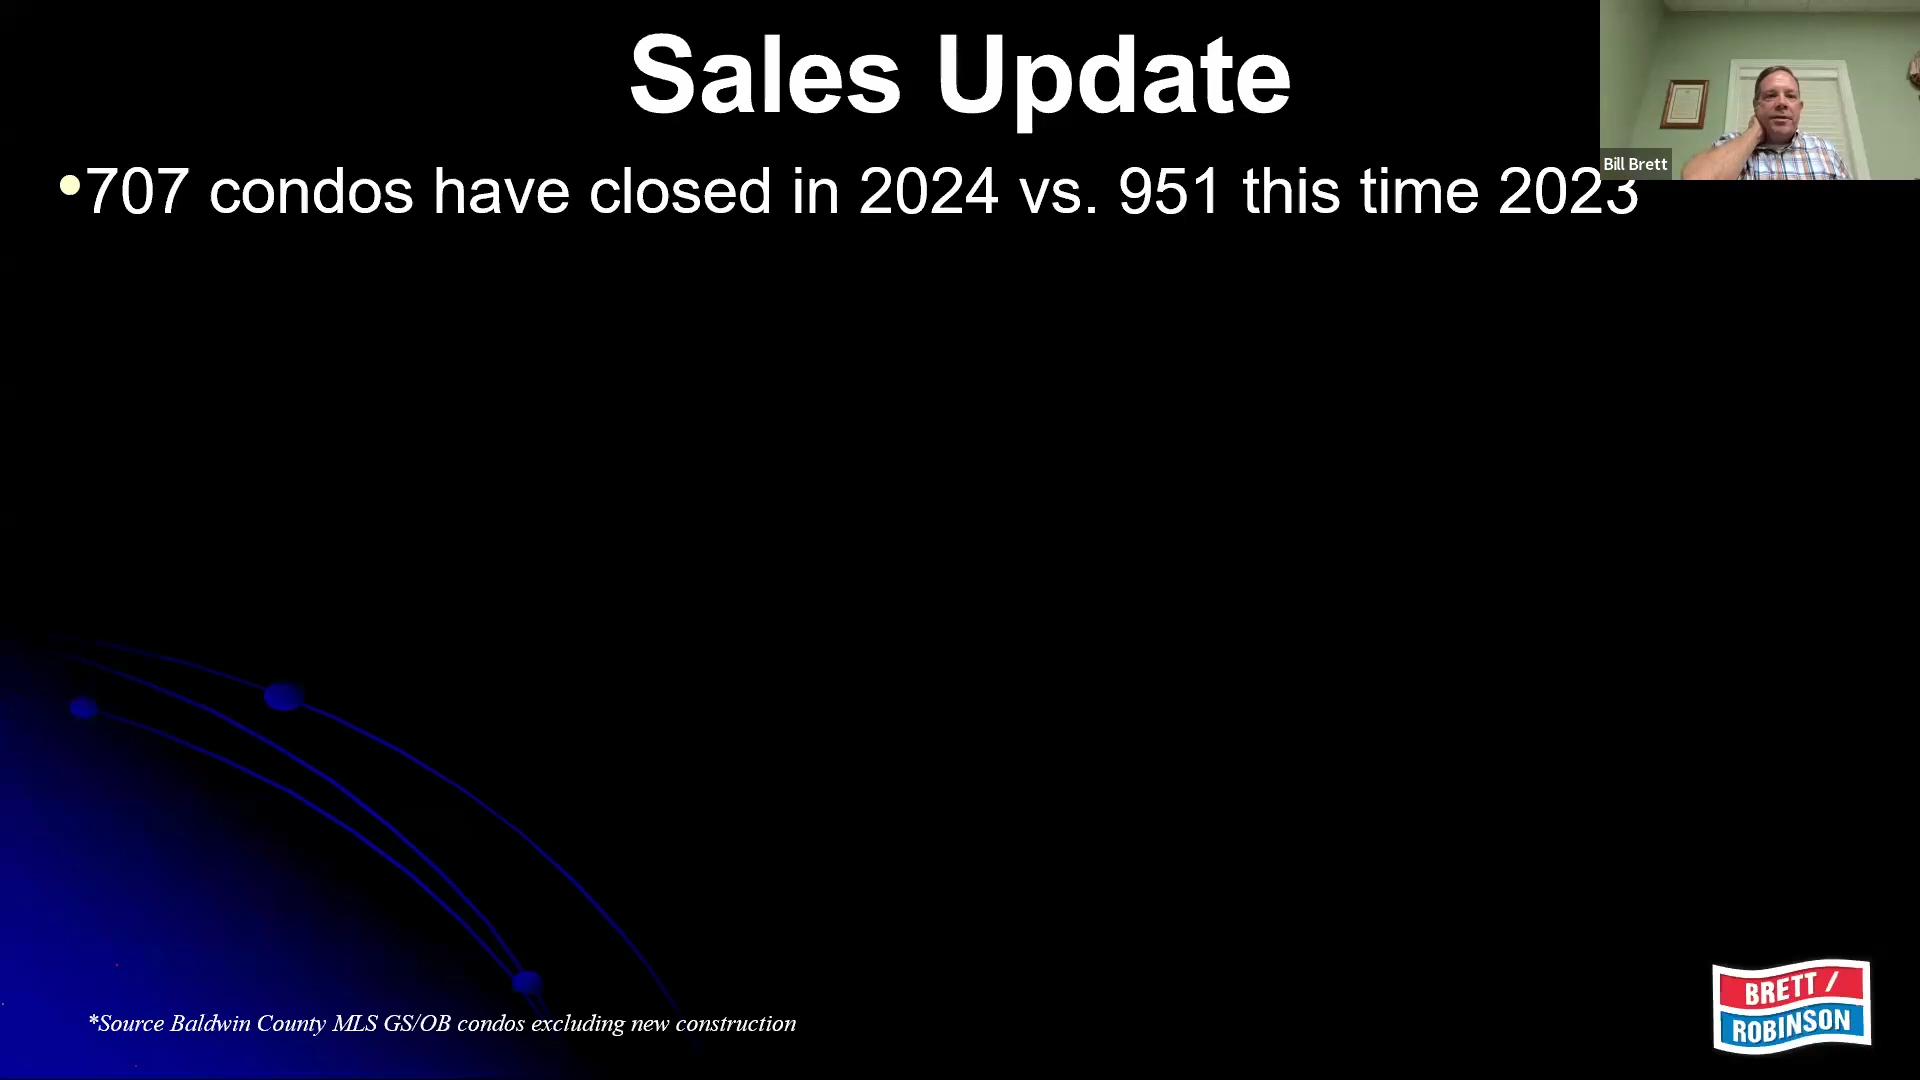 Sales Update
Bill Brett
•707 condos have closed in 2024 vs. 951 this time 2023
*Source Baldwin County MLS GS/OB condos excluding new construction
BRETT /
ROBINSON